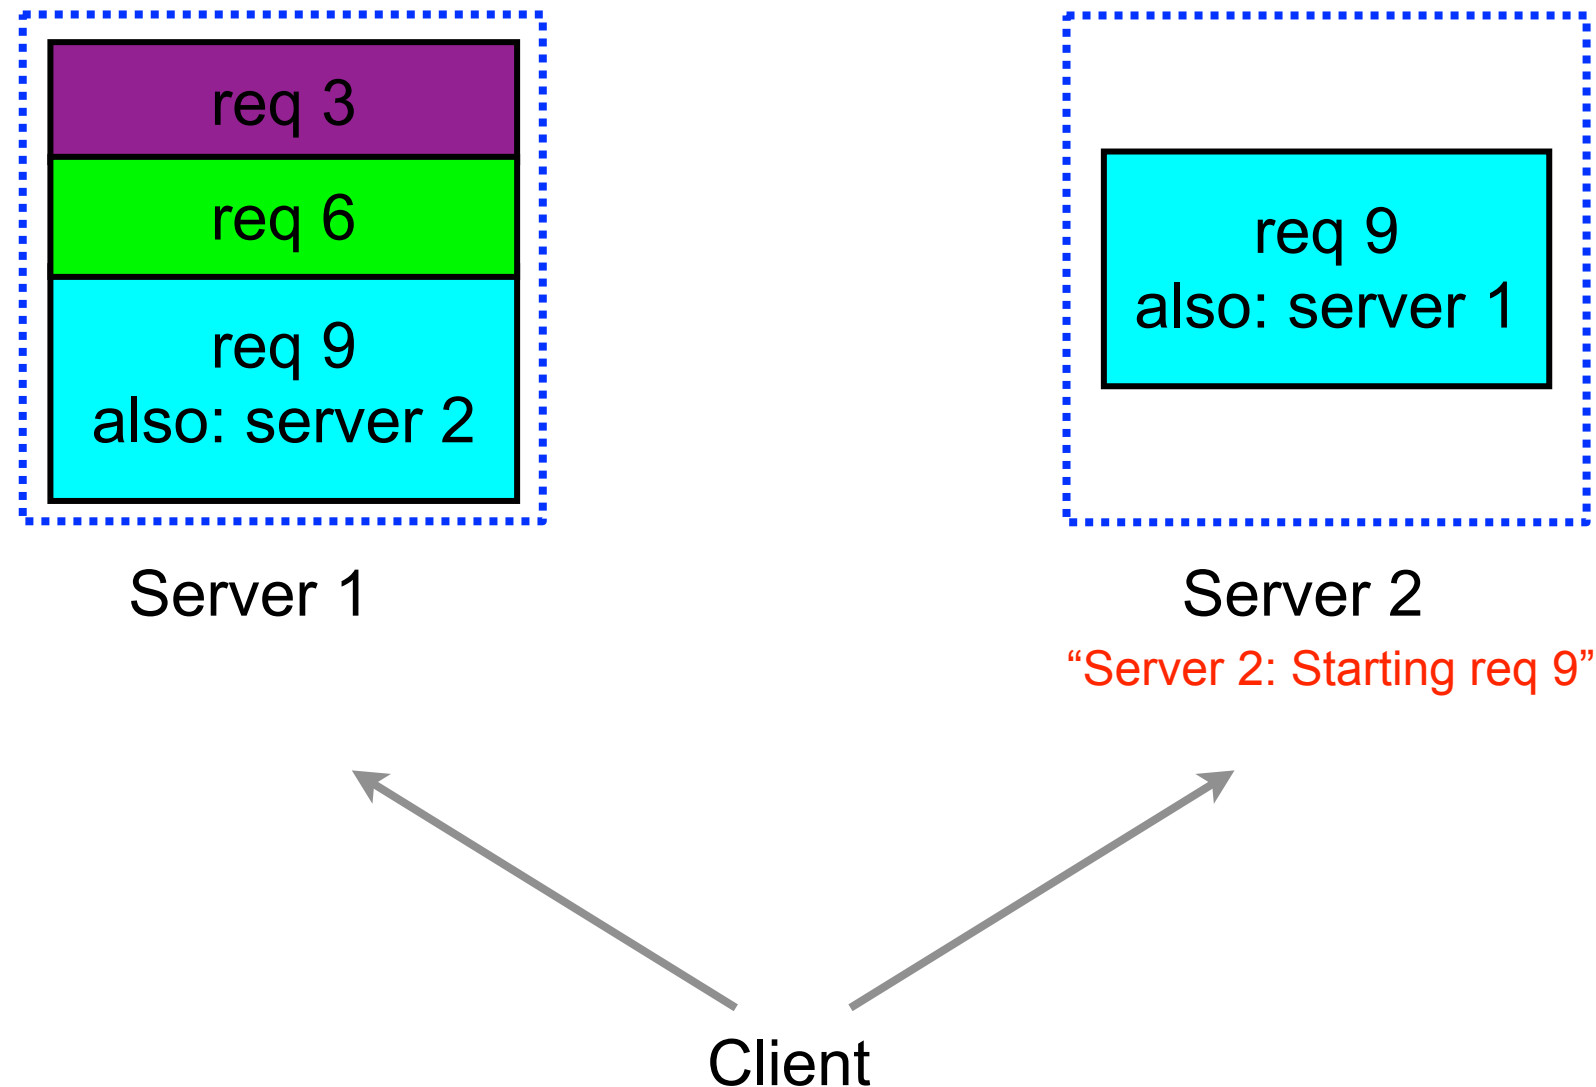 req 3
req 6
req 9
also: server 2
Server 1
req 9
also: server 1
Server 2
“Server 2: Starting req 9”
Client